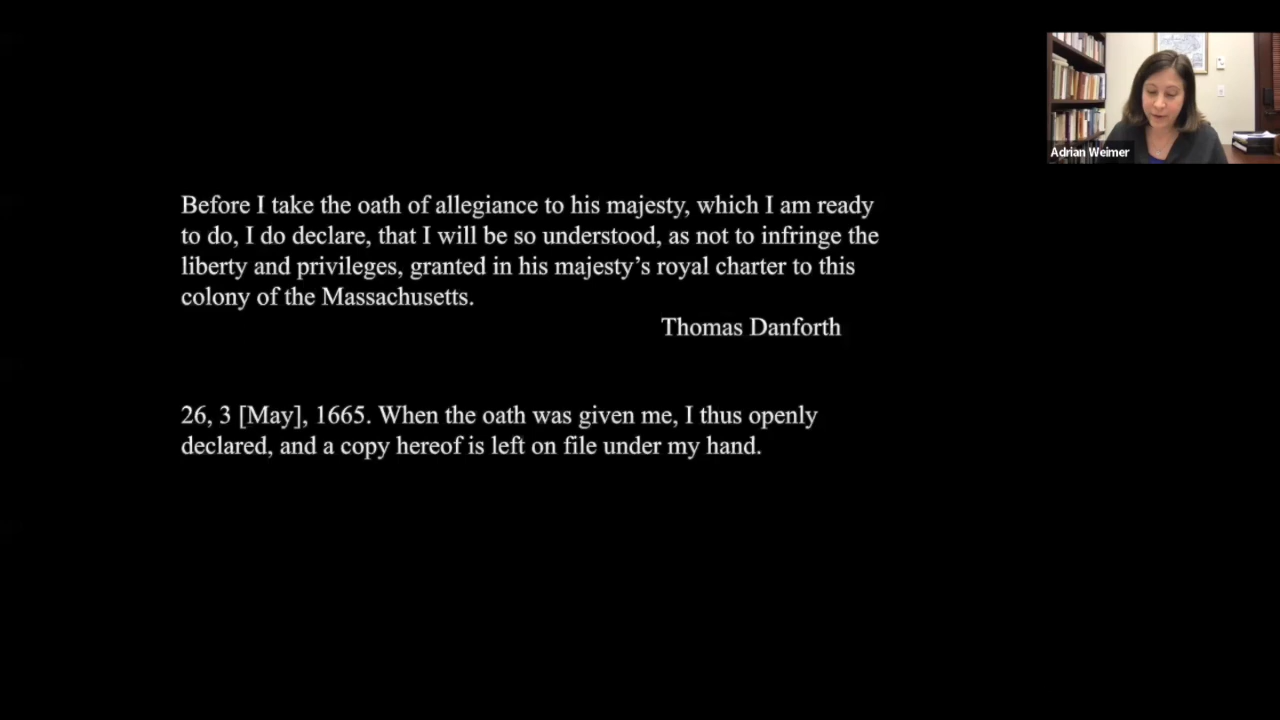 Adrian Weimer
Before I take the oath of allegiance to his majesty, which I am ready
to do, I do declare, that I will be so understood, as not to infringe the
liberty and privileges, granted in his majesty’s royal charter to this
colony of the Massachusetts.
Thomas Danforth
26, 3 [May], 1665. When the oath was given me, I thus openly
declared, and a copy hereof is left on file under my hand.